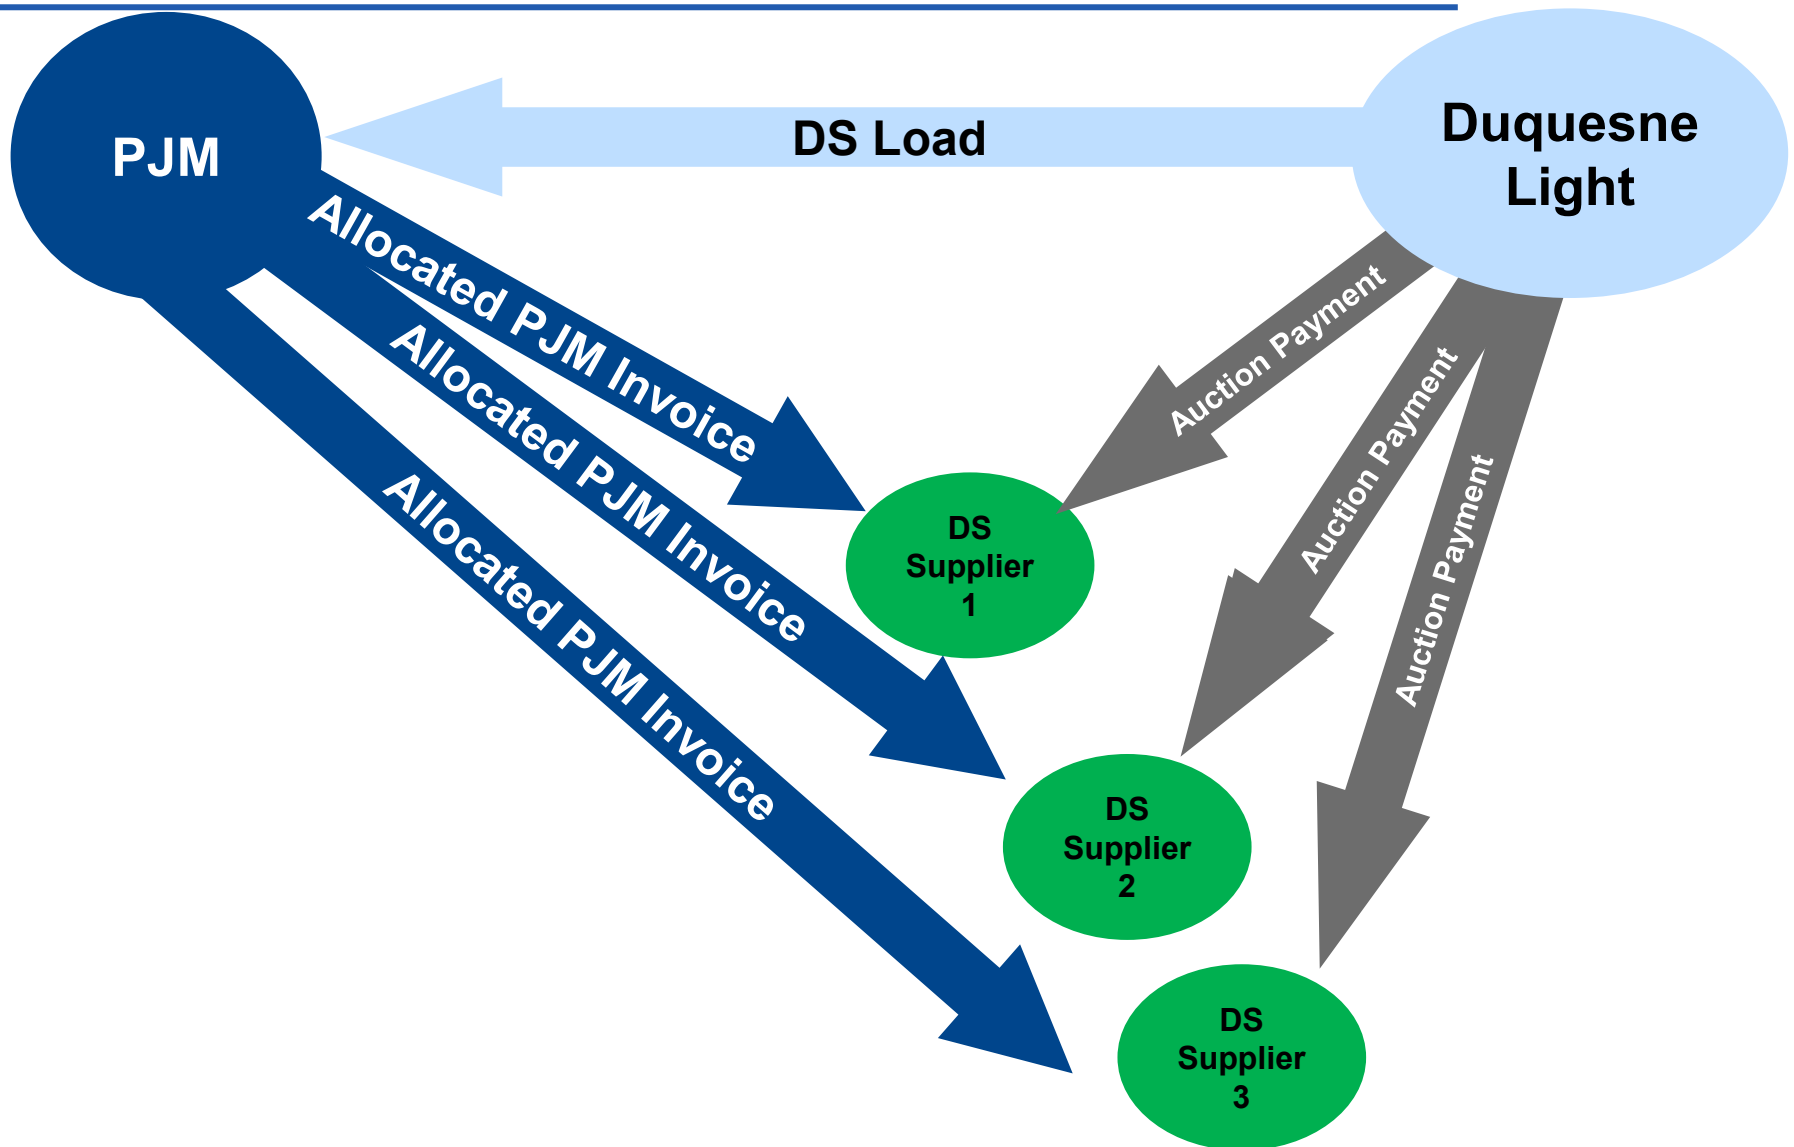 PJM
DS Load
Duquesne
Light
Allocated PJM Invoice
Allocated PJM Invoice
Allocated PJM Invoice
Auction Payment
Auction Payment
Auction Payment
DS
Supplier
1
DS
Supplier
2
DS
Supplier
3